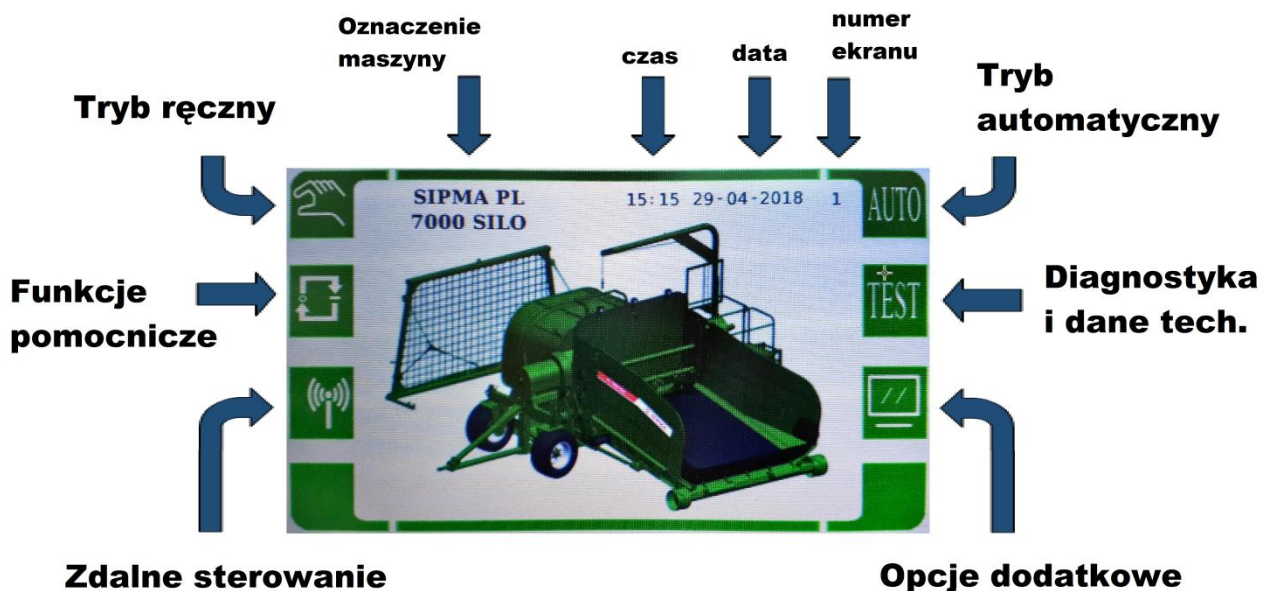 Oznaczenie
maszyny
czas
data
numer
ekranu
Tryb ręczny
Tryb
automatyczny
SIPMA PL
7000 SILO
15:15 29-04-2018 1
AUTO
Funkcje
pomocnicze
TEST
Diagnostyka
i dane tech.
Zdalne sterowanie
Opcje dodatkowe